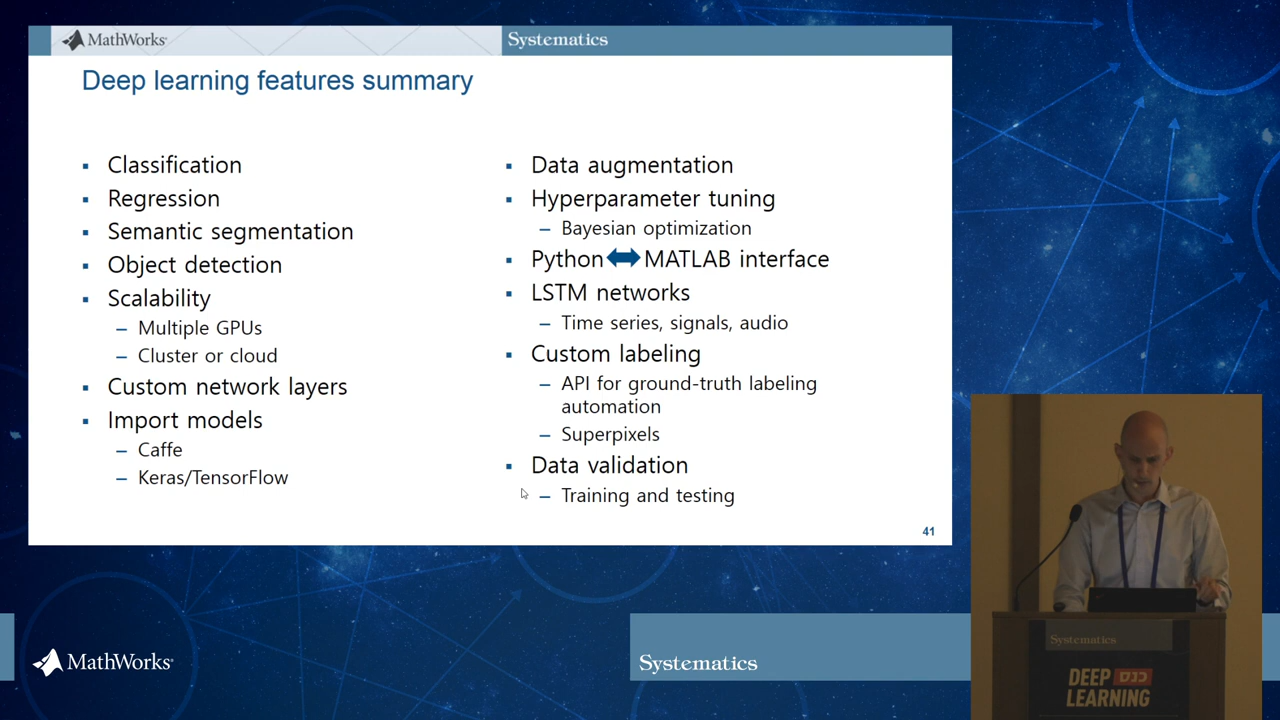 MathWorks®
Systematics
Deep learning features summary
▪ Classification
▪ Regression
▪ Semantic segmentation
▪ Object detection
▪ Scalability
– Multiple GPUs
– Cluster or cloud
▪ Custom network layers
▪ Import models
– Caffe
– Keras/TensorFlow
▪ Data augmentation
▪ Hyperparameter tuning
– Bayesian optimization
▪ Python ⬌ MATLAB interface
▪ LSTM networks
– Time series, signals, audio
▪ Custom labeling
– API for ground-truth labeling
automation
– Superpixels
▪ Data validation
– Training and testing
41
MathWorks®
Systematics
Systematics
DEEP כנס
LEARNING